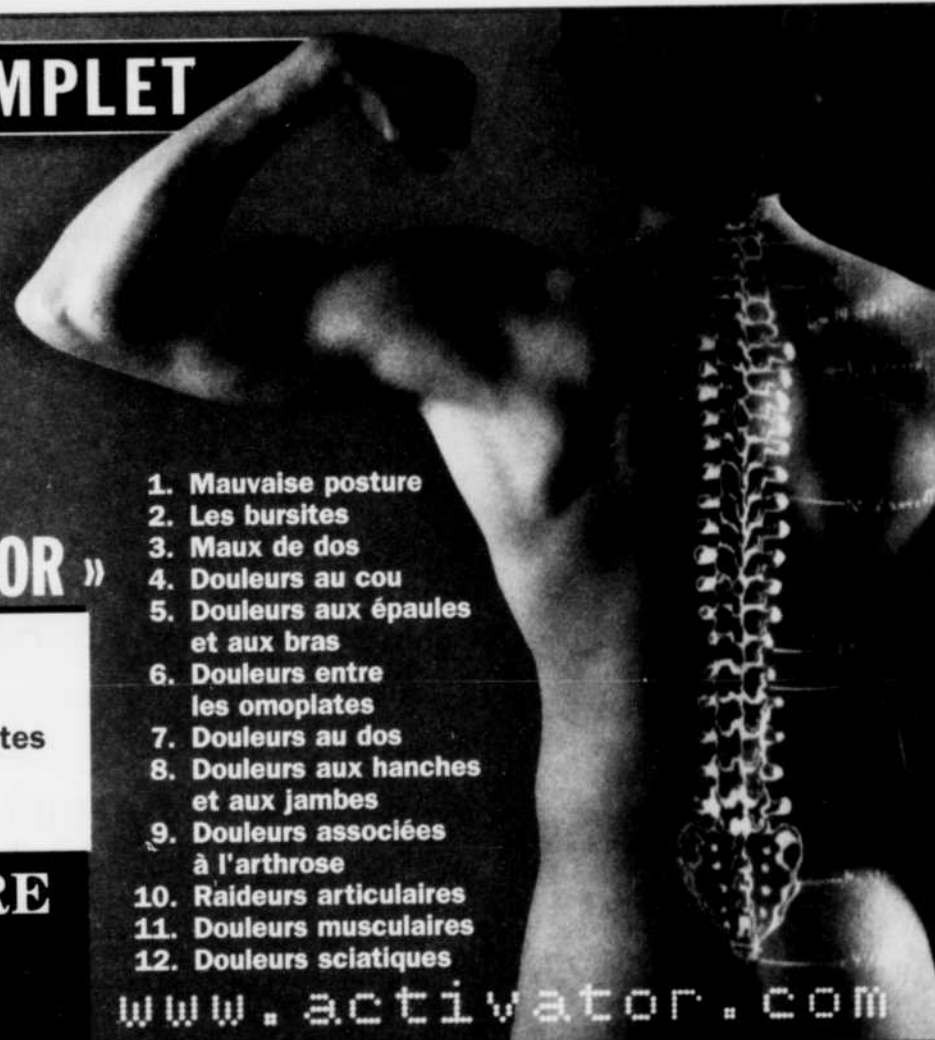 MPLET
OR »
tes
RE
1. Mauvaise posture
2. Les bursites
3. Maux de dos
4. Douleurs au cou
5. Douleurs aux épaules
et aux bras
6. Douleurs entre
les omoplates
7. Douleurs au dos
8. Douleurs aux hanches
et aux jambes
9. Douleurs associées
à l'arthrose
10. Raideurs articulaires
11. Douleurs musculaires
12. Douleurs sciatiques
www.activator.com